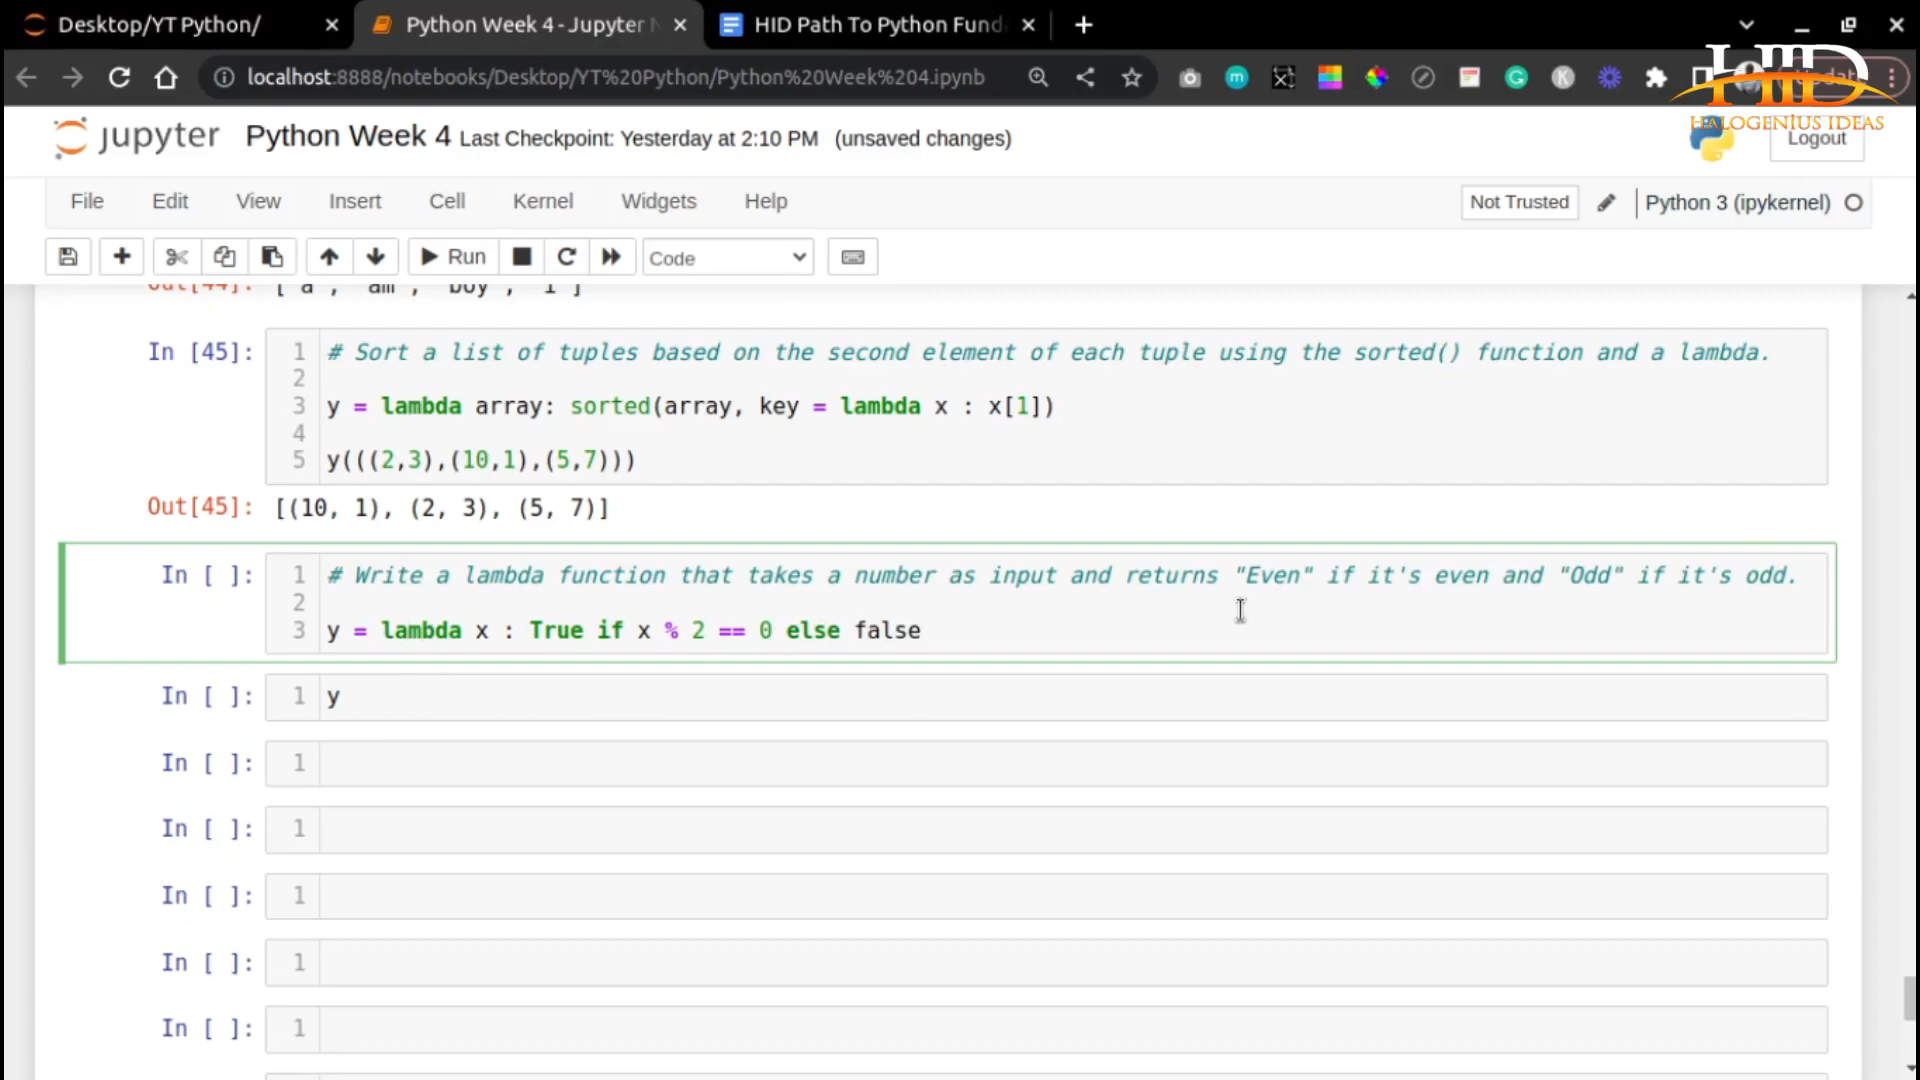 Desktop/YT Python/
Python Week 4 - Jupyter N
HID Path To Python Fund
localhost:8888/notebooks/Desktop/YT%20Python/Python%20Week%204.ipynb
HID
HALOGENIUS IDEAS
jupyter Python Week 4 Last Checkpoint: Yesterday at 2:10 PM (unsaved changes)
Logout
File Edit View Insert Cell Kernel Widgets Help
Not Trusted
Python 3 (ipykernel)
Run
Code
Out[44]: ['a', 'am', 'boy', 'I']
In [45]:
1 # Sort a list of tuples based on the second element of each tuple using the sorted() function and a lambda.
2
3 y = lambda array: sorted(array, key = lambda x : x[1])
4
5 y(((2,3),(10,1),(5,7)))
Out[45]: [(10, 1), (2, 3), (5, 7)]
In [ ]:
1 # Write a lambda function that takes a number as input and returns "Even" if it's even and "Odd" if it's odd.
2
3 y = lambda x : True if x % 2 == 0 else false
In [ ]: 1 y
In [ ]: 1
In [ ]: 1
In [ ]: 1
In [ ]: 1
In [ ]: 1